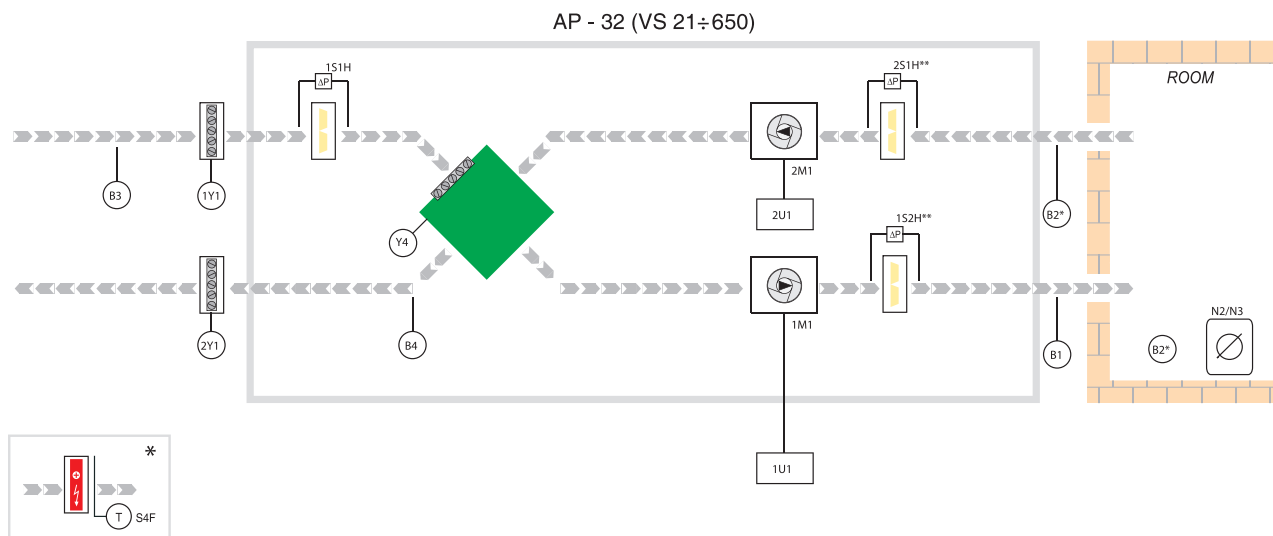 AP - 32 (VS 21÷650)
1S1H
ΔP
2S1H**
ΔP
ROOM
B3
1Y1
2M1
2U1
B2*
Y4
1S2H**
ΔP
2Y1
B4
1M1
B1
B2*
N2/N3
1U1
*
T
S4F